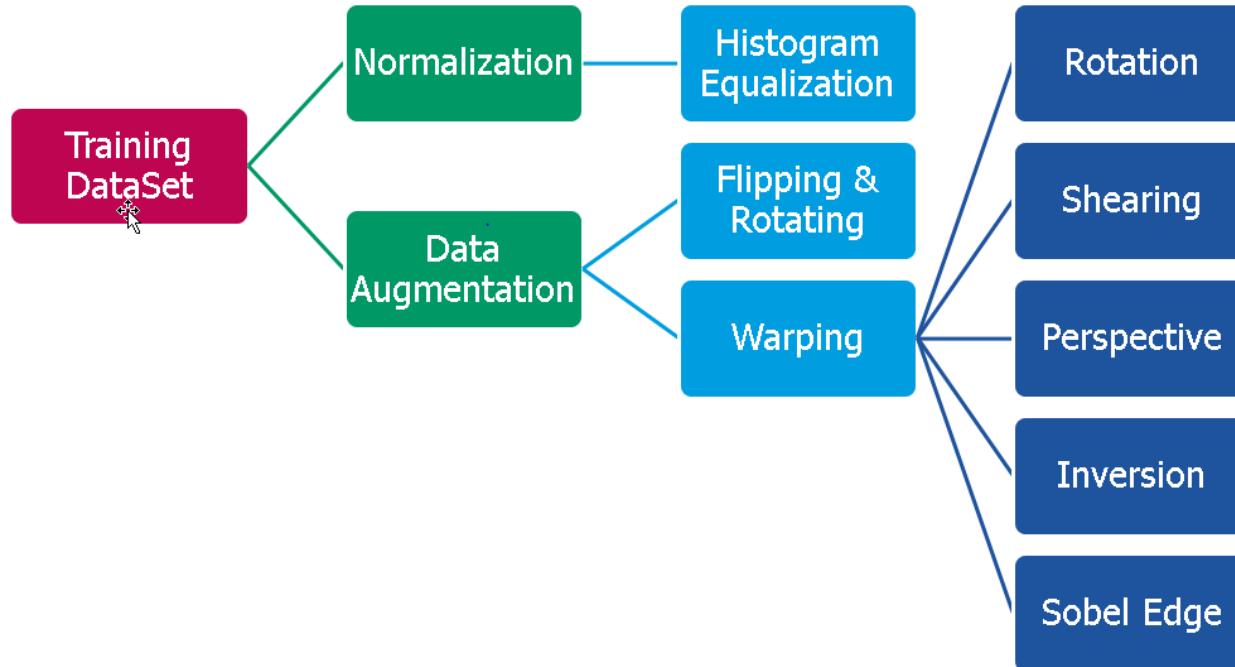 Training
DataSet
Normalization
Data
Augmentation
Histogram
Equalization
Flipping &
Rotating
Warping
Rotation
Shearing
Perspective
Inversion
Sobel Edge